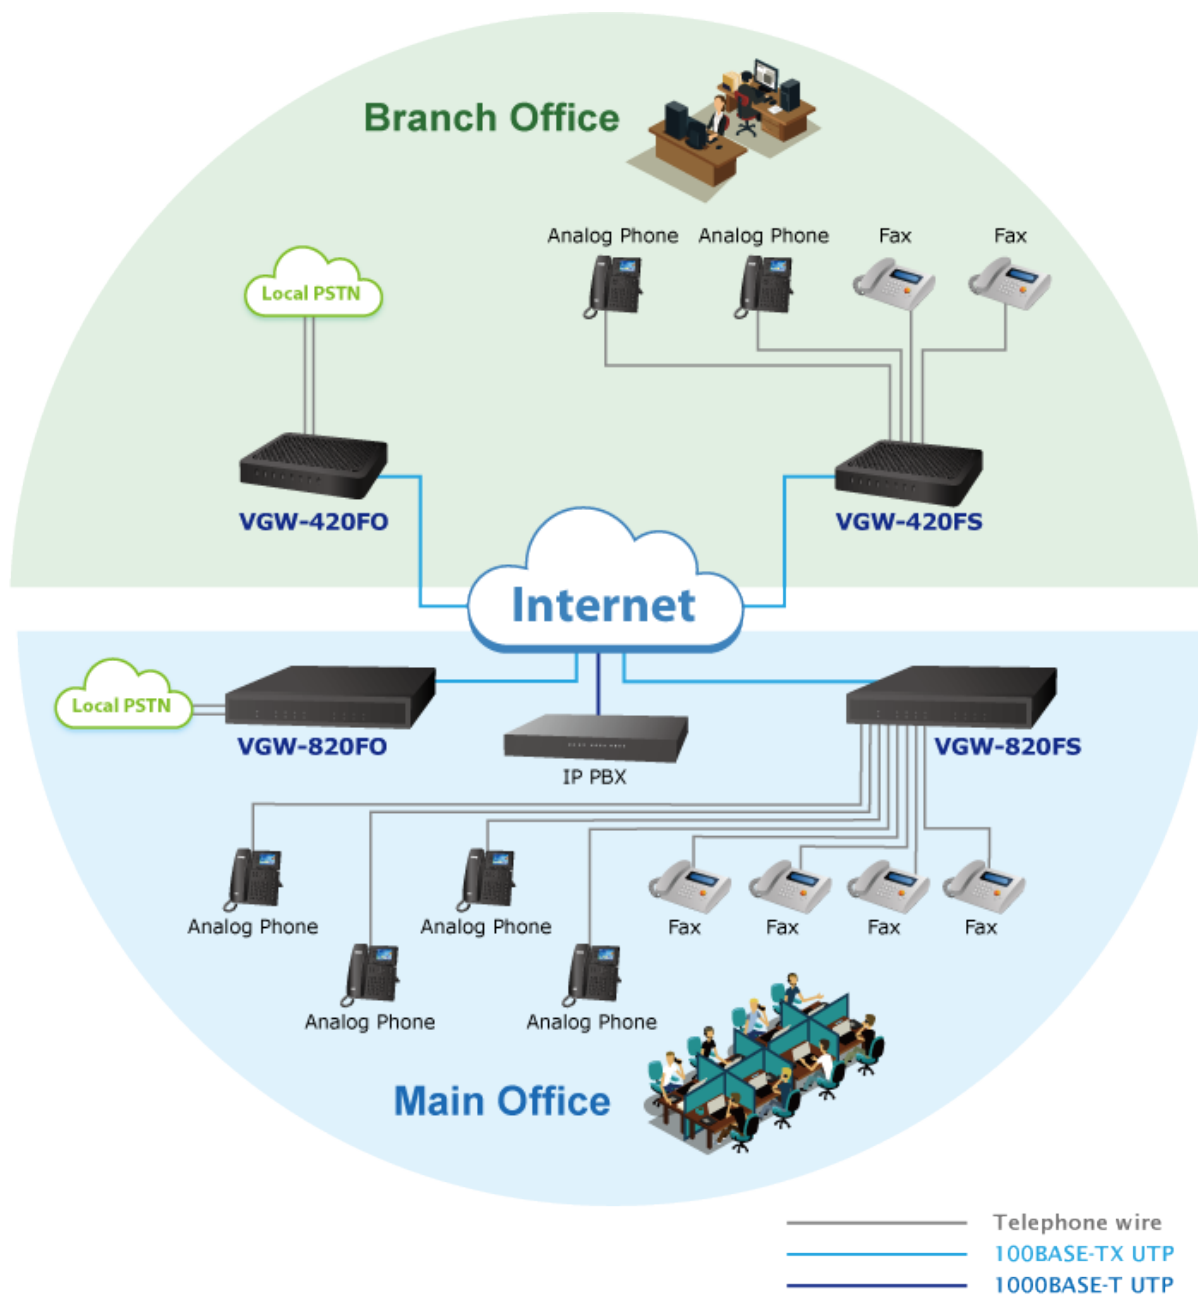 Branch Office
Analog Phone
Analog Phone
Fax
Fax
Local PSTN
VGW-420FO
VGW-420FS
Internet
Local PSTN
VGW-820FO
VGW-820FS
IP PBX
Analog Phone
Analog Phone
Fax
Fax
Fax
Fax
Analog Phone
Analog Phone
Main Office
Telephone wire
100BASE-TX UTP
1000BASE-T UTP